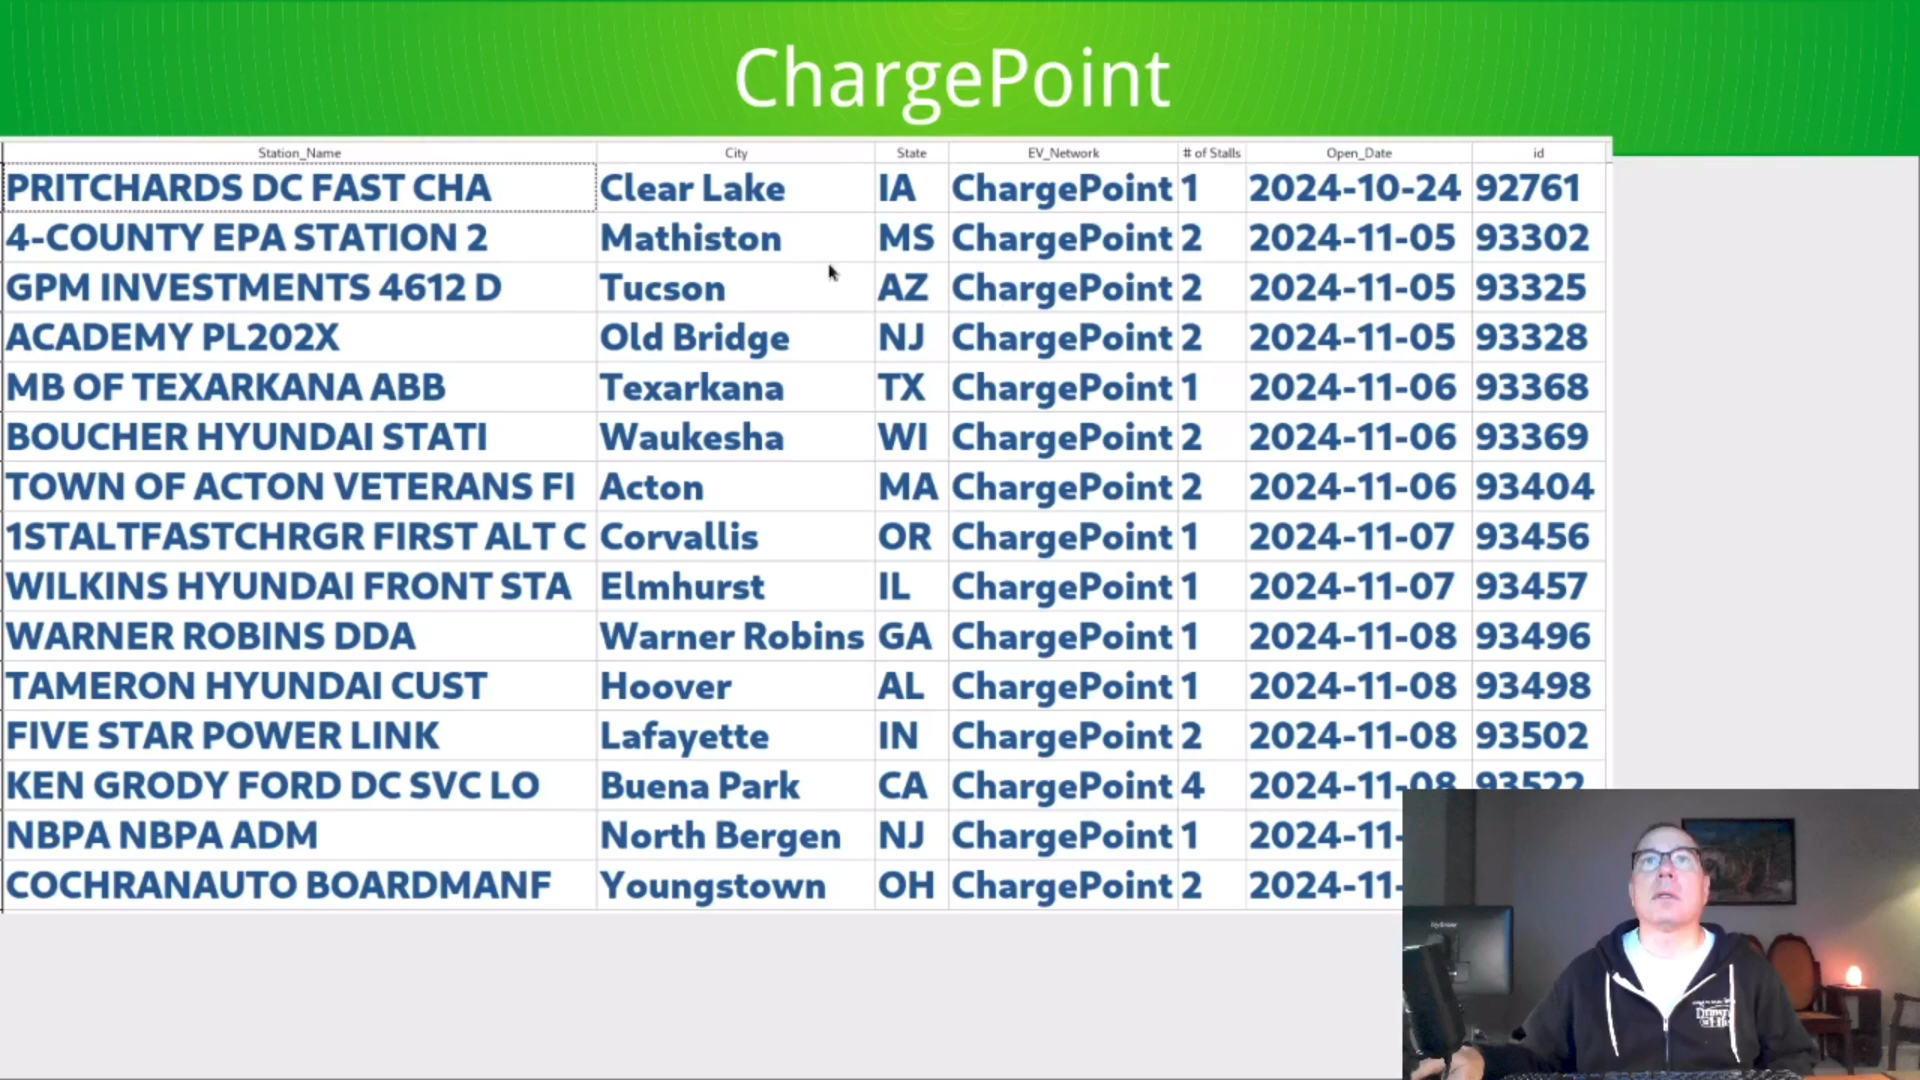 ChargePoint
Station_Name City State EV_Network # of Stalls Open_Date id
PRITCHARDS DC FAST CHA Clear Lake IA ChargePoint 1 2024-10-24 92761
4-COUNTY EPA STATION 2 Mathiston MS ChargePoint 2 2024-11-05 93302
GPM INVESTMENTS 4612 D Tucson AZ ChargePoint 2 2024-11-05 93325
ACADEMY PL202X Old Bridge NJ ChargePoint 2 2024-11-05 93328
MB OF TEXARKANA ABB Texarkana TX ChargePoint 1 2024-11-06 93368
BOUCHER HYUNDAI STATI Waukesha WI ChargePoint 2 2024-11-06 93369
TOWN OF ACTON VETERANS FI Acton MA ChargePoint 2 2024-11-06 93404
1STALTFASTCHRGR FIRST ALT C Corvallis OR ChargePoint 1 2024-11-07 93456
WILKINS HYUNDAI FRONT STA Elmhurst IL ChargePoint 1 2024-11-07 93457
WARNER ROBINS DDA Warner Robins GA ChargePoint 1 2024-11-08 93496
TAMERON HYUNDAI CUST Hoover AL ChargePoint 1 2024-11-08 93498
FIVE STAR POWER LINK Lafayette IN ChargePoint 2 2024-11-08 93502
KEN GRODY FORD DC SVC LO Buena Park CA ChargePoint 4 2024-11-08 93522
NBPA NBPA ADM North Bergen NJ ChargePoint 1 2024-11-
COCHRANAUTO BOARDMANF Youngstown OH ChargePoint 2 2024-11-